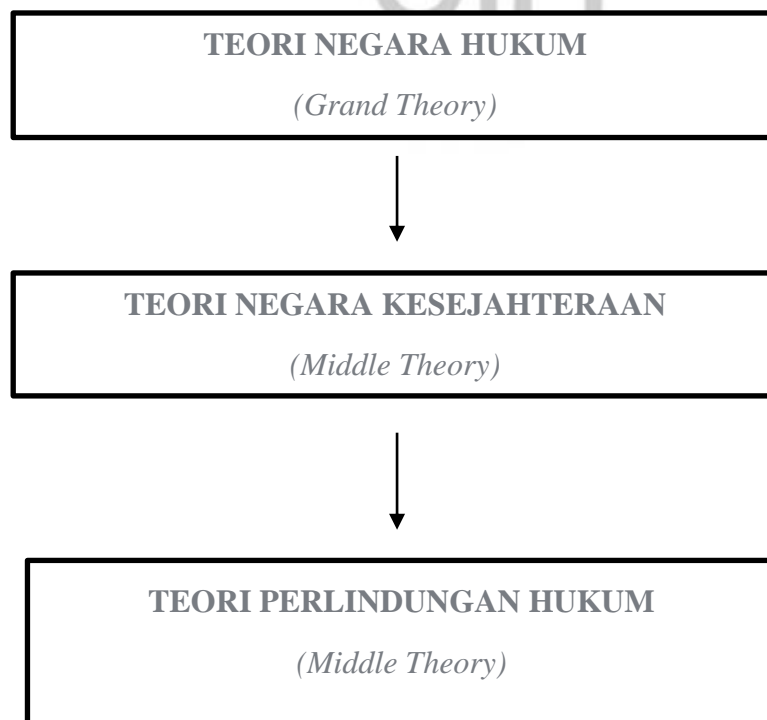 TEORI NEGARA HUKUM
(Grand Theory)
TEORI NEGARA KESEJAHTERAAN
(Middle Theory)
TEORI PERLINDUNGAN HUKUM
(Middle Theory)